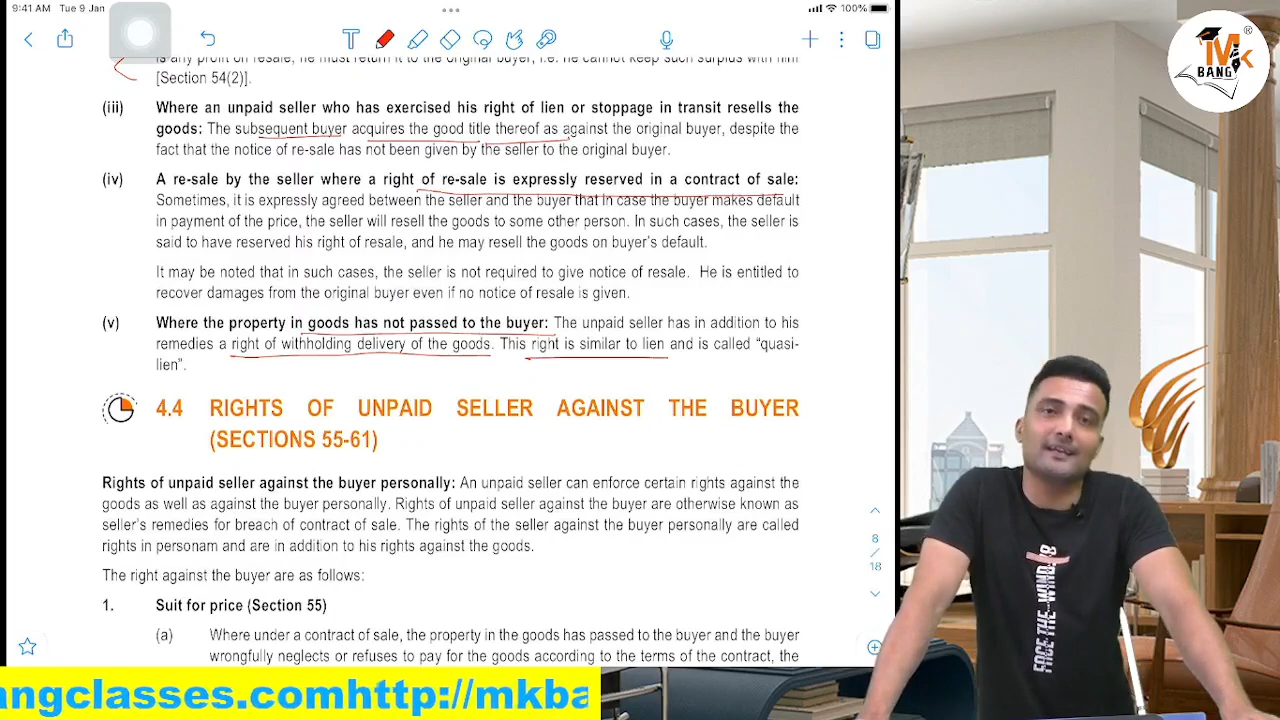 9:41 AM Tue 9 Jan
100%
is any profit on resale, he must return it to the original buyer, i.e. he cannot keep such surplus with him
[Section 54(2)].
(iii) Where an unpaid seller who has exercised his right of lien or stoppage in transit resells the
goods: The subsequent buyer acquires the good title thereof as against the original buyer, despite the
fact that the notice of re-sale has not been given by the seller to the original buyer.
(iv) A re-sale by the seller where a right of re-sale is expressly reserved in a contract of sale:
Sometimes, it is expressly agreed between the seller and the buyer that in case the buyer makes default
in payment of the price, the seller will resell the goods to some other person. In such cases, the seller is
said to have reserved his right of resale, and he may resell the goods on buyer's default.
It may be noted that in such cases, the seller is not required to give notice of resale. He is entitled to
recover damages from the original buyer even if no notice of resale is given.
(v) Where the property in goods has not passed to the buyer: The unpaid seller has in addition to his
remedies a right of withholding delivery of the goods. This right is similar to lien and is called “quasi-
lien”.
4.4 RIGHTS OF UNPAID SELLER AGAINST THE BUYER
(SECTIONS 55-61)
Rights of unpaid seller against the buyer personally: An unpaid seller can enforce certain rights against the
goods as well as against the buyer personally. Rights of unpaid seller against the buyer are otherwise known as
seller's remedies for breach of contract of sale. The rights of the seller against the buyer personally are called
rights in personam and are in addition to his rights against the goods.
The right against the buyer are as follows:
1. Suit for price (Section 55)
(a) Where under a contract of sale, the property in the goods has passed to the buyer and the buyer
wrongfully neglects or refuses to pay for the goods according to the terms of the contract, the
8
/
18
angclasses.comhttp://mkba
MK
BANG
®
FACE THE WIND